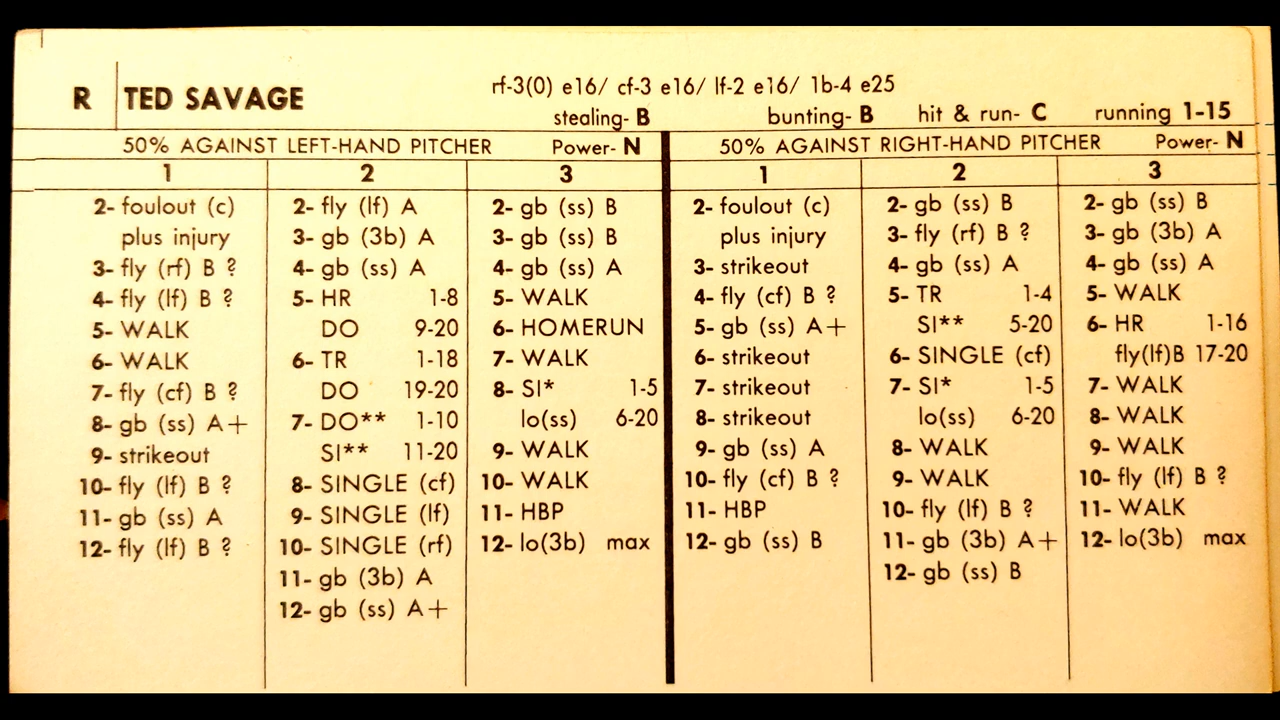 R TED SAVAGE rf-3(0) e16/ cf-3 e16/ lf-2 e16/ 1b-4 e25
stealing- B bunting- B hit & run- C running 1-15
50% AGAINST LEFT-HAND PITCHER Power- N
1 2 3
2- foulout (c)
plus injury
3- fly (rf) B ?
4- fly (lf) B ?
5- WALK
6- WALK
7- fly (cf) B ?
8- gb (ss) A+
9- strikeout
10- fly (lf) B ?
11- gb (ss) A
12- fly (lf) B ?
2- fly (lf) A
3- gb (3b) A
4- gb (ss) A
5- HR 1-8
DO 9-20
6- TR 1-18
DO 19-20
7- DO** 1-10
SI** 11-20
8- SINGLE (cf)
9- SINGLE (lf)
10- SINGLE (rf)
11- gb (3b) A
12- gb (ss) A+
2- gb (ss) B
3- gb (ss) B
4- gb (ss) A
5- WALK
6- HOMERUN
7- WALK
8- SI* 1-5
lo(ss) 6-20
9- WALK
10- WALK
11- HBP
12- lo(3b) max
50% AGAINST RIGHT-HAND PITCHER Power- N
1 2 3
2- foulout (c)
plus injury
3- strikeout
4- fly (cf) B ?
5- gb (ss) A+
6- strikeout
7- strikeout
8- strikeout
9- gb (ss) A
10- fly (cf) B ?
11- HBP
12- gb (ss) B
2- gb (ss) B
3- fly (rf) B ?
4- gb (ss) A
5- TR 1-4
SI** 5-20
6- SINGLE (cf)
7- SI* 1-5
lo(ss) 6-20
8- WALK
9- WALK
10- fly (lf) B ?
11- gb (3b) A+
12- gb (ss) B
2- gb (ss) B
3- gb (3b) A
4- gb (ss) A
5- WALK
6- HR 1-16
fly(lf)B 17-20
7- WALK
8- WALK
9- WALK
10- fly (lf) B ?
11- WALK
12- lo(3b) max